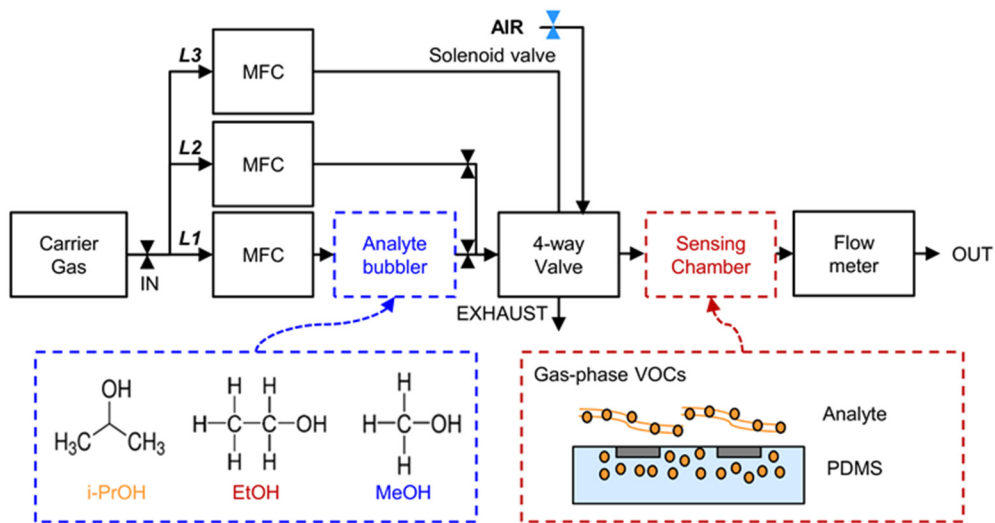 AIR
Solenoid valve
L3
MFC
L2
MFC
L1
MFC
Carrier
Gas
IN
Analyte
bubbler
4-way
Valve
EXHAUST
Sensing
Chamber
Flow
meter
OUT
OH
H₃C
CH₃
i-PrOH
H
H
H
C
C
OH
H
H
EtOH
H
H
C
OH
H
MeOH
Gas-phase VOCs
Analyte
PDMS